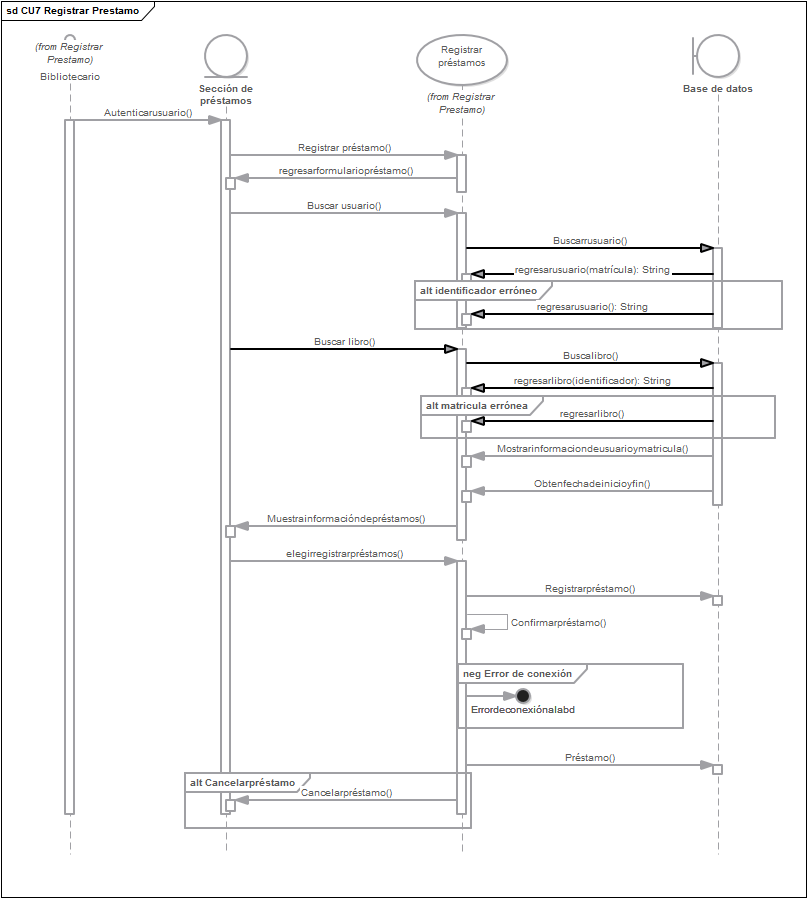 sd CU7 Registrar Prestamo
(from Registrar
Prestamo)
Bibliotecario
Sección de
préstamos
Registrar
préstamos
(from Registrar
Prestamo)
Base de datos
Autenticarusuario()
Registrar préstamo()
regresarformulariopréstamo()
Buscar usuario()
Buscarrusuario()
regresarusuario(matrícula): String
alt identificador erróneo
regresarusuario(): String
Buscar libro()
Buscalibro()
regresarlibro(identificador): String
alt matricula errónea
regresarlibro()
Mostrarinformaciondeusuarioymatricula()
Obtenfechadeinicioyfin()
Muestrainformacióndepréstamos()
elegirregistrarpréstamos()
Registrarpréstamo()
Confirmarpréstamo()
neg Error de conexión
Errordeconexiónalabd
Préstamo()
alt Cancelarpréstamo
Cancelarpréstamo()